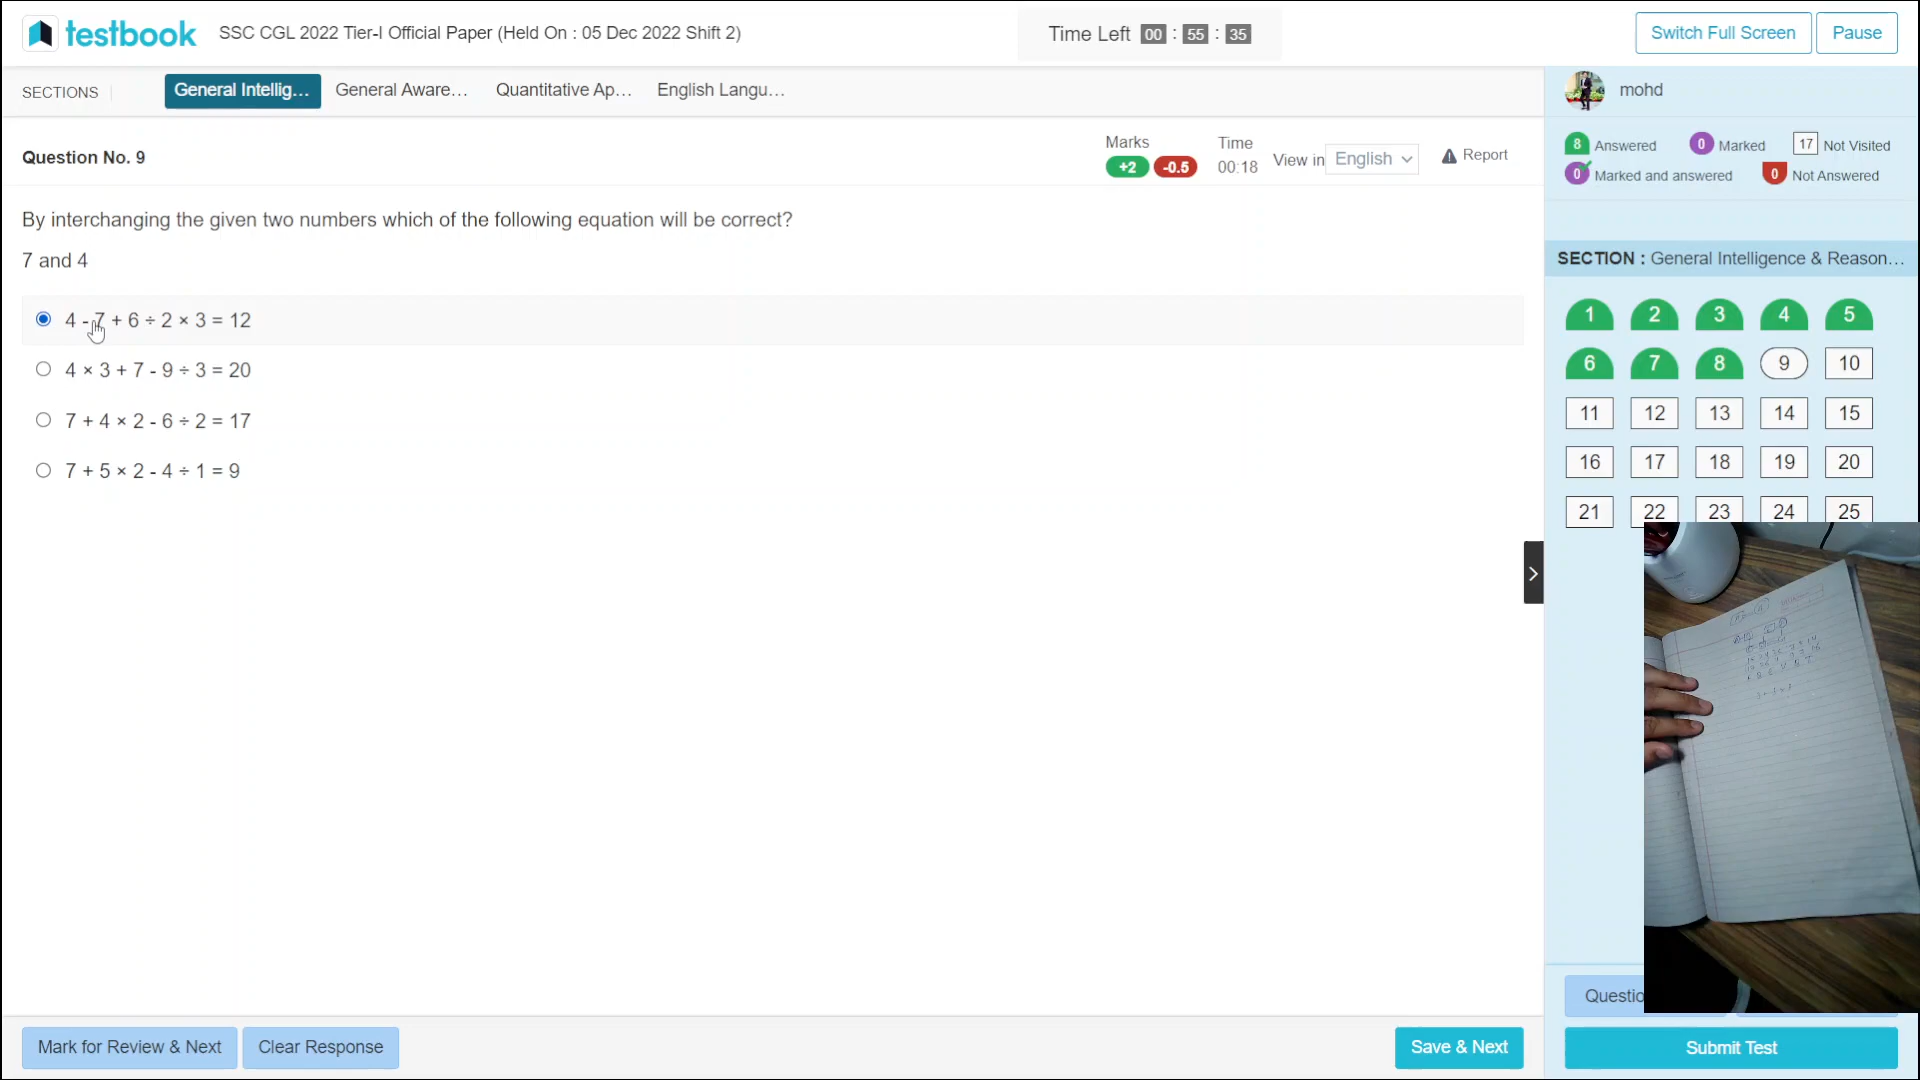 testbook
SSC CGL 2022 Tier-I Official Paper (Held On : 05 Dec 2022 Shift 2)
Time Left 00 : 55 : 35
Switch Full Screen
Pause
SECTIONS
General Intellig...
General Aware...
Quantitative Ap...
English Langu...
mohd
Question No. 9
Marks
+2 -0.5
Time
00:18
View in English
Report
8 Answered
0 Marked
17 Not Visited
0 Marked and answered
0 Not Answered
By interchanging the given two numbers which of the following equation will be correct?
7 and 4
4 - 7 + 6 ÷ 2 × 3 = 12
4 × 3 + 7 - 9 ÷ 3 = 20
7 + 4 × 2 - 6 ÷ 2 = 17
7 + 5 × 2 - 4 ÷ 1 = 9
SECTION : General Intelligence & Reason...
1 2 3 4 5
6 7 8 9 10
11 12 13 14 15
16 17 18 19 20
21 22 23 24 25
Mark for Review & Next
Clear Response
Save & Next
Submit Test